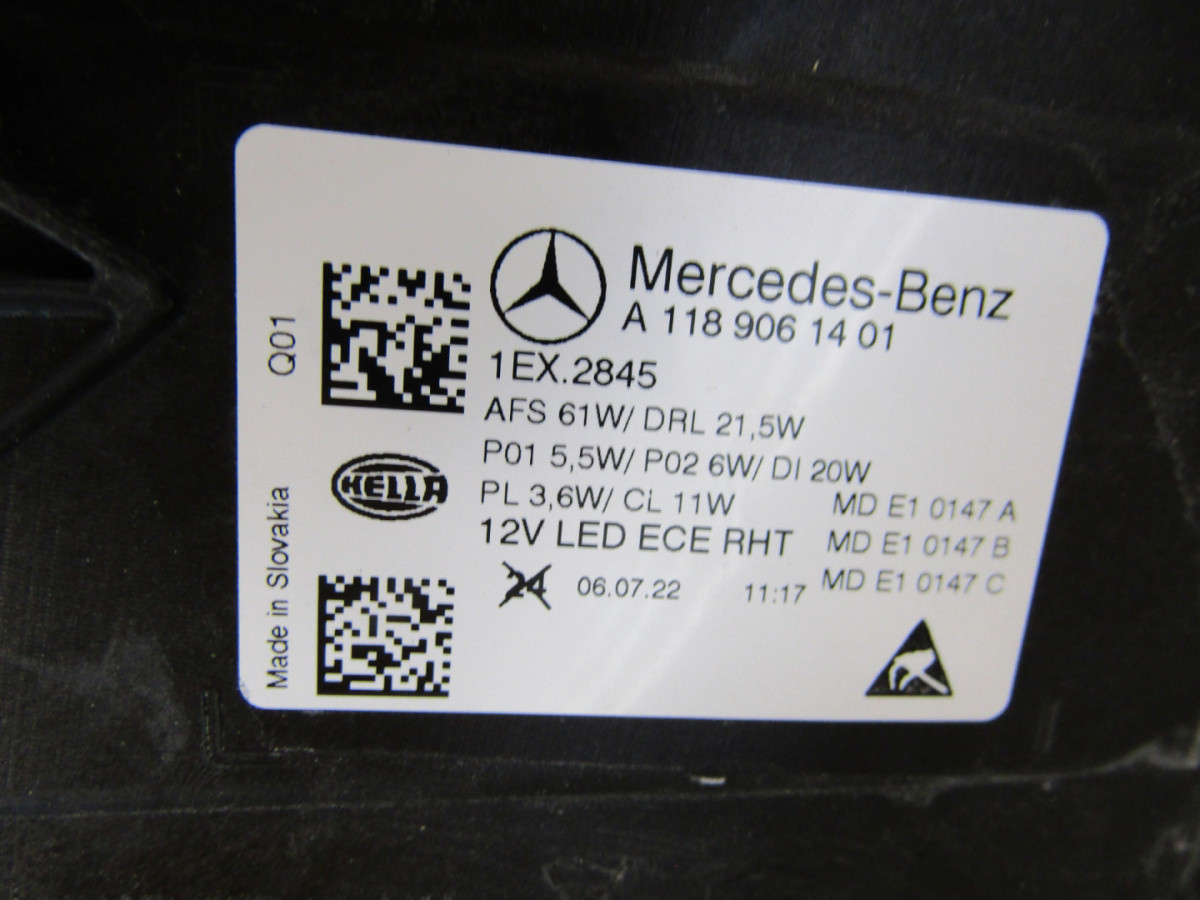 Mercedes-Benz
A 118 906 14 01
Q01
1EX.2845
AFS 61W/ DRL 21,5W
P01 5,5W/ P02 6W/ DI 20W
HELLA
PL 3,6W/ CL 11W
MD E1 0147 A
12V LED ECE RHT
MD E1 0147 B
Made in Slovakia
24
06.07.22
11:17
MD E1 0147 C